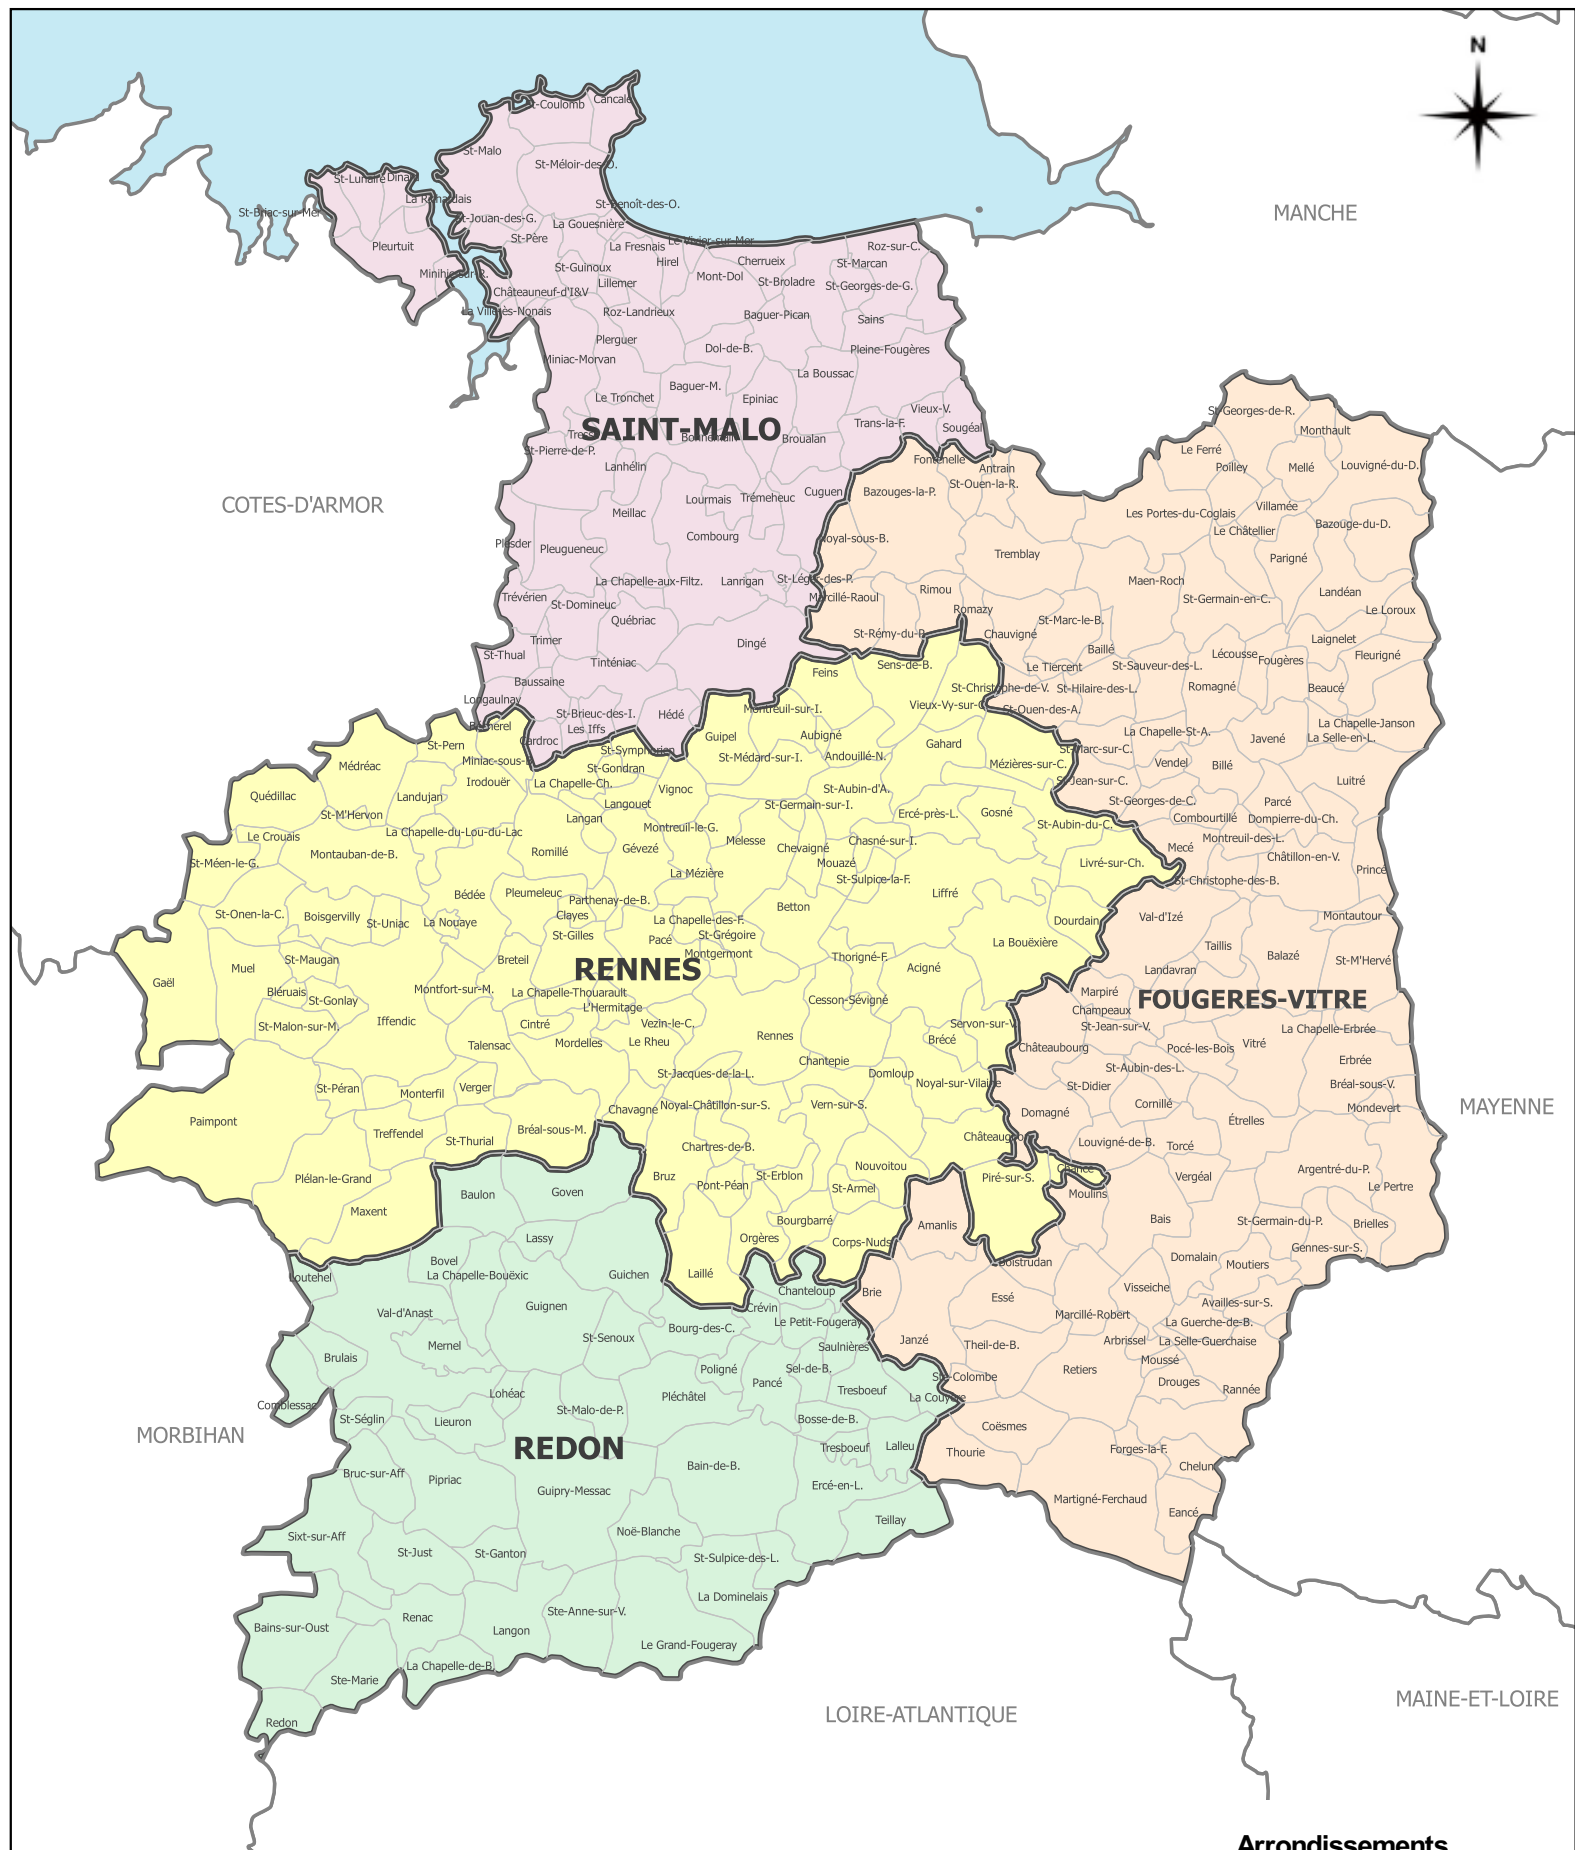 N
St-Coulomb
Cancale
St-Malo
St-Méloir-des-O.
St-Lunaire
Dinard
La Richardais
St-Briac-sur-Mer
St-Benoît-des-O.
St-Jouan-des-G.
La Gouesnière
MANCHE
Pleurtuit
St-Père
La Fresnais
Le Vivier-sur-Mer
Roz-sur-C.
Hirel
Cherrueix
St-Marcan
Minihic-sur-R.
St-Guinoux
Lillemer
Mont-Dol
St-Broladre
St-Georges-de-G.
Châteauneuf-d'I&V
La Ville-ès-Nonais
Roz-Landrieux
Baguer-Pican
Sains
Plerguer
Dol-de-B.
Pleine-Fougères
Miniac-Morvan
La Boussac
Baguer-M.
Le Tronchet
Epiniac
Vieux-V.
St-Georges-de-R.
SAINT-MALO
Trans-la-F.
Sougéal
Monthault
Bonnemain
Broualan
St-Pierre-de-P.
Le Ferré
Fontenelle
Lanhélin
Antrain
Poilley
Mellé
Louvigné-du-D.
St-Ouen-la-R.
Bazouges-la-P.
Cuguen
Lourmais
Trémeheuc
COTES-D'ARMOR
Meillac
Les Portes-du-Coglais
Villamée
Bazouge-du-D.
Le Châtellier
Combourg
Noyal-sous-B.
Plesder
Pleugueneuc
Tremblay
Parigné
La Chapelle-aux-Filtz.
Lanrigan
St-Léger-des-P.
Maen-Roch
Rimou
Landéan
Trévérien
St-Domineuc
Marcillé-Raoul
St-Germain-en-C.
Romazy
Le Loroux
Québriac
St-Marc-le-B.
Trimer
Dingé
St-Rémy-du-P.
Chauvigné
Laignelet
Baillé
St-Thual
Tinténiac
Lécousse
Fougères
Fleurigné
Sens-de-B.
Le Tiercent
St-Sauveur-des-L.
Feins
Baussaine
St-Christophe-de-V.
St-Hilaire-des-L.
Romagné
Beaucé
Longaulnay
Montreuil-sur-I.
Vieux-Vy-sur-C.
St-Ouen-des-A.
St-Brieuc-des-I.
Hédé
Les Iffs
Bécherel
La Chapelle-Janson
La Chapelle-St-A.
Javené
La Selle-en-L.
Cardroc
Guipel
Aubigné
St-Pern
St-Symphorien
Gahard
St-Marc-sur-C.
Miniac-sous-B.
St-Médard-sur-I.
Andouillé-N.
Mézières-sur-C.
Vendel
Billé
Médréac
St-Gondran
Irodouër
La Chapelle-Ch.
Vignoc
St-Aubin-d'A.
St-Jean-sur-C.
Luitré
Quédillac
Landujan
Langouet
St-Germain-sur-I.
St-Georges-de-C.
Parcé
St-M'Hervon
Langan
Ercé-près-L.
Gosné
Combourtillé
Dompierre-du-Ch.
Le Crouais
La Chapelle-du-Lou-du-Lac
Montreuil-le-G.
St-Aubin-du-C.
Montreuil-des-L.
Melesse
Chasné-sur-I.
Gévezé
Chevaigné
Mecé
Romillé
Montauban-de-B.
Châtillon-en-V.
St-Méen-le-G.
Mouazé
Livré-sur-Ch.
Princé
La Mézière
St-Sulpice-la-F.
St-Christophe-des-B.
Bédée
Pleumeleuc
Parthenay-de-B.
Liffré
Betton
St-Onen-la-C.
Boisgervilly
St-Uniac
La Nouaye
Clayes
La Chapelle-des-F.
Dourdain
Val-d'Izé
Montautour
St-Gilles
Pacé
St-Grégoire
La Bouëxière
Taillis
Montgermont
Balazé
St-Maugan
Breteil
Thorigné-F.
St-M'Hervé
Muel
RENNES
Acigné
Landavran
Gaël
Bléruais
Montfort-sur-M.
La Chapelle-Thouarault
Marpiré
FOUGERES-VITRE
St-Gonlay
L'Hermitage
Cesson-Sévigné
Champeaux
St-Malon-sur-M.
Iffendic
Cintré
Vezin-le-C.
Servon-sur-V.
St-Jean-sur-V.
La Chapelle-Erbrée
Mordelles
Le Rheu
Rennes
Brécé
Châteaubourg
Pocé-les-Bois
Vitré
Talensac
Chantepie
Erbrée
St-Jacques-de-la-L.
Domloup
St-Aubin-des-L.
St-Péran
Monterfil
Verger
Noyal-sur-Vilaine
St-Didier
Bréal-sous-V.
Chavagne
Noyal-Châtillon-sur-S.
Vern-sur-S.
Cornillé
Mondevert
MAYENNE
Paimpont
Domagné
Étrelles
Treffendel
St-Thurial
Bréal-sous-M.
Châteaugiron
Louvigné-de-B.
Torcé
Chartres-de-B.
Plélan-le-Grand
Bruz
St-Erblon
Nouvoitou
Piré-sur-S.
Chancé
Vergéal
Argentré-du-P.
Pont-Péan
St-Armel
Le Pertre
Baulon
Goven
Moulins
Maxent
Bourgbarré
Amanlis
Bais
St-Germain-du-P.
Brielles
Lassy
Orgères
Corps-Nuds
Gennes-sur-S.
Bovel
Boistrudan
Domalain
Moutiers
Loutehel
La Chapelle-Bouëxic
Guichen
Laillé
Visseiche
Chanteloup
Brie
Essé
Availles-sur-S.
Val-d'Anast
Guignen
Crévin
Marcillé-Robert
Le Petit-Fougeray
La Guerche-de-B.
Bourg-des-C.
Mernel
St-Senoux
Saulnières
Janzé
Theil-de-B.
Arbrissel
La Selle-Guerchaise
Brulais
Poligné
Sel-de-B.
Moussé
Retiers
Pancé
Ste-Colombe
Drouges
Lohéac
Pléchâtel
Tresboeuf
La Couyère
Rannée
Comblessac
St-Malo-de-P.
St-Séglin
Lieuron
Bosse-de-B.
Coësmes
MORBIHAN
REDON
Tresboeuf
Lalleu
Thourie
Forges-la-F.
Bruc-sur-Aff
Pipriac
Bain-de-B.
Chelun
Guipry-Messac
Ercé-en-L.
Martigné-Ferchaud
Eancé
Teillay
Sixt-sur-Aff
Noë-Blanche
St-Just
St-Ganton
St-Sulpice-des-L.
La Dominelais
Bains-sur-Oust
Renac
Ste-Anne-sur-V.
Langon
Le Grand-Fougeray
La Chapelle-de-B.
Ste-Marie
MAINE-ET-LOIRE
Redon
LOIRE-ATLANTIQUE
Arrondissements